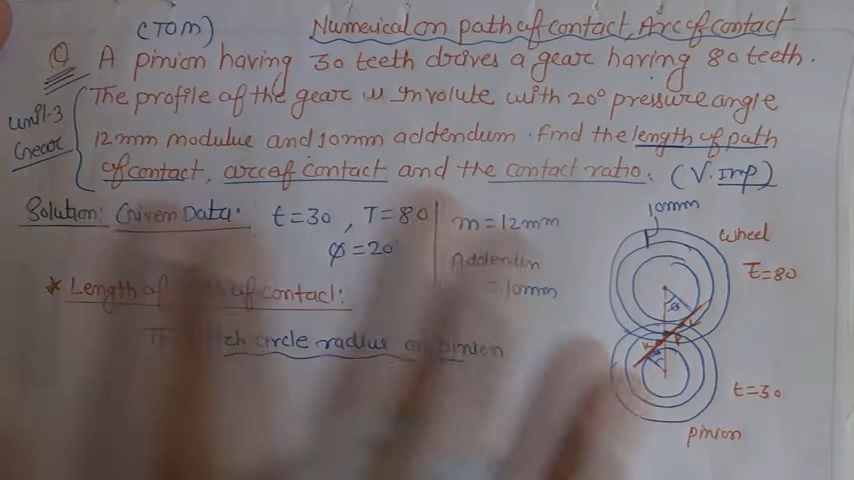 (TOM)
Numerical on path of contact, Arc of contact
Q A pinion having 30 teeth drives a gear having 80 teeth.
The profile of the gear is Involute with 20° pressure angle
12mm modulue and 10mm addendum. Find the length of path
of contact, arc of contact and the contact ratio. (V.Imp)
unit-3
Gear
Solution: Given Data: t=30, T=80
φ=20
m=12mm
Addendum
=10mm
* Length of of contact:
circle radius pinion
10mm
wheel
T=80
t=30
pinion